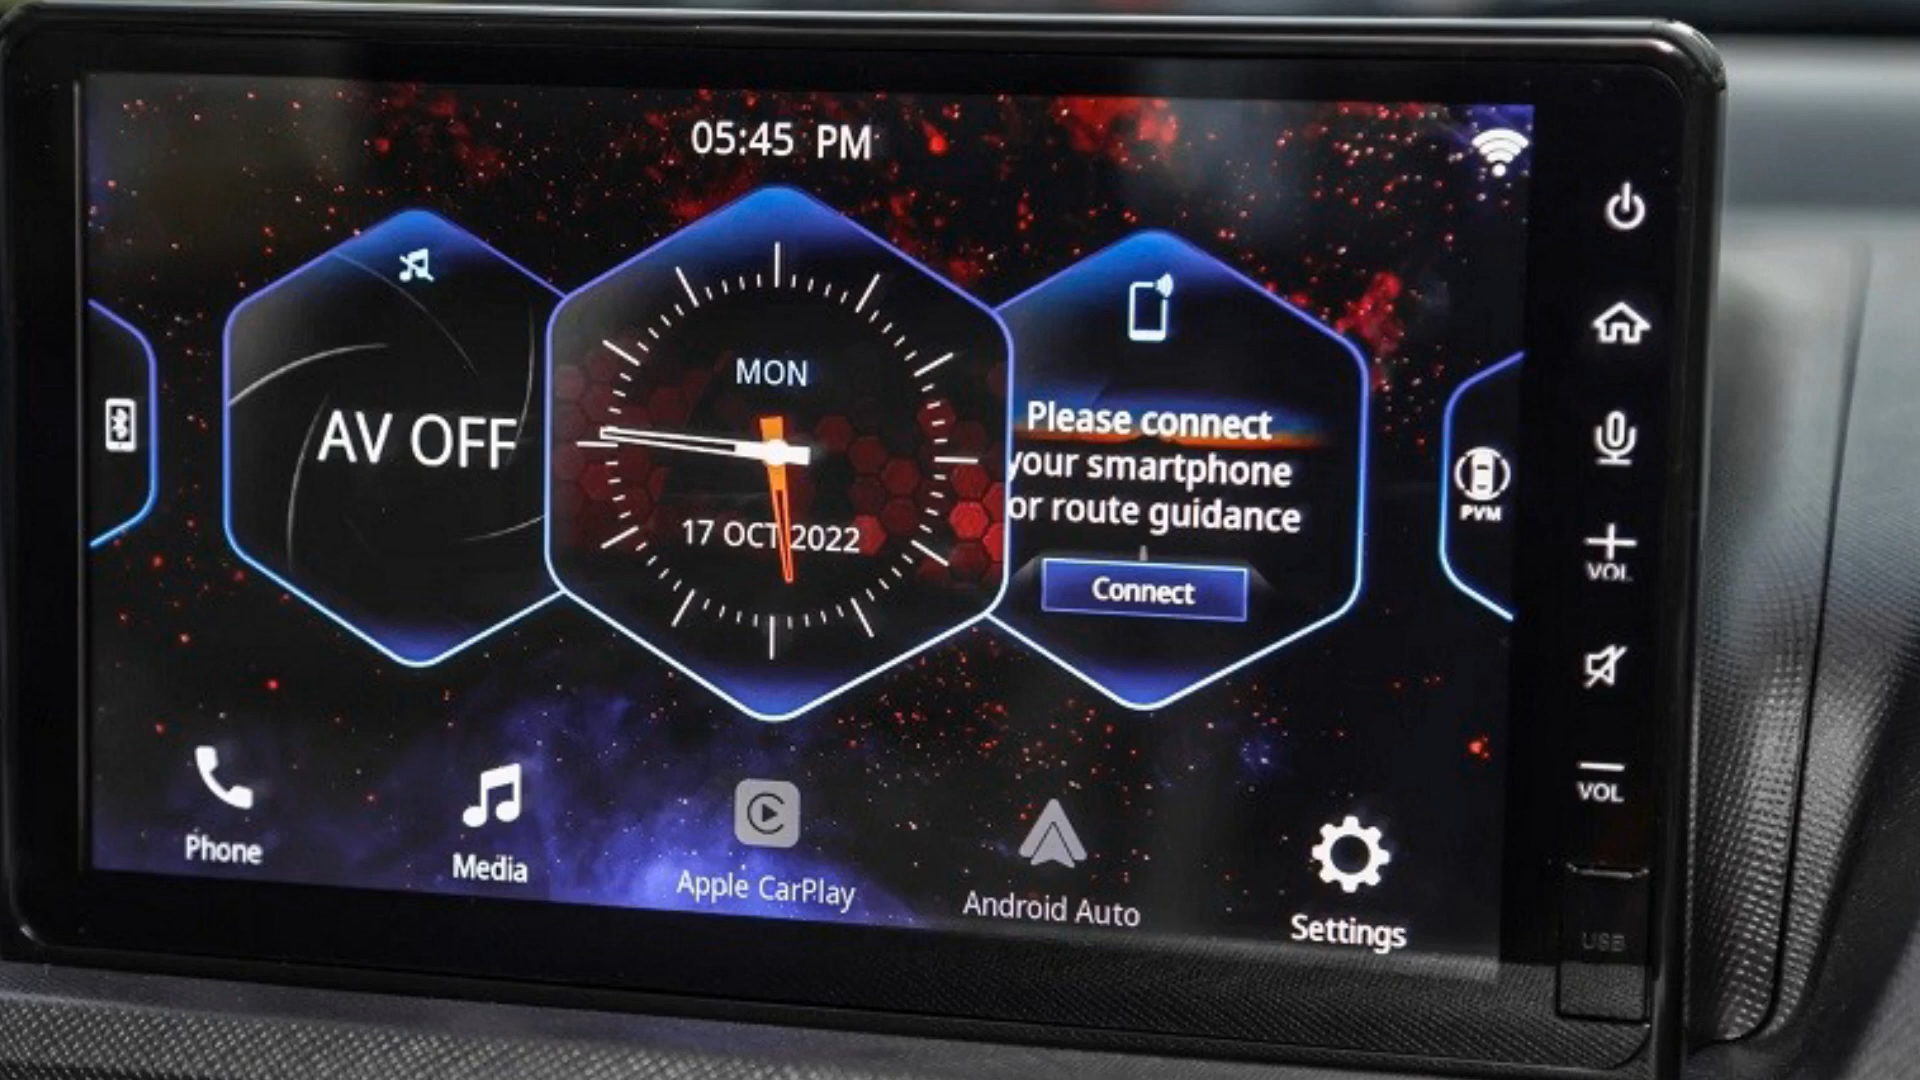 05:45 PM
AV OFF
MON
17 OCT 2022
Please connect
your smartphone
or route guidance
Connect
PVM
VOL
VOL
USB
Phone
Media
Apple CarPlay
Android Auto
Settings